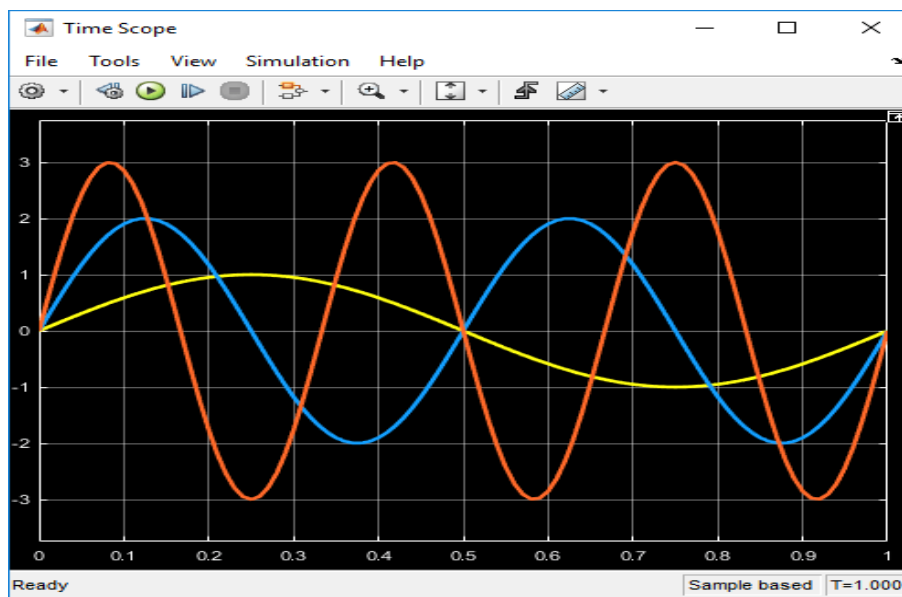 Time Scope
File Tools View Simulation Help
3
2
1
0
-1
-2
-3
0 0.1 0.2 0.3 0.4 0.5 0.6 0.7 0.8 0.9 1
Ready Sample based T=1.000